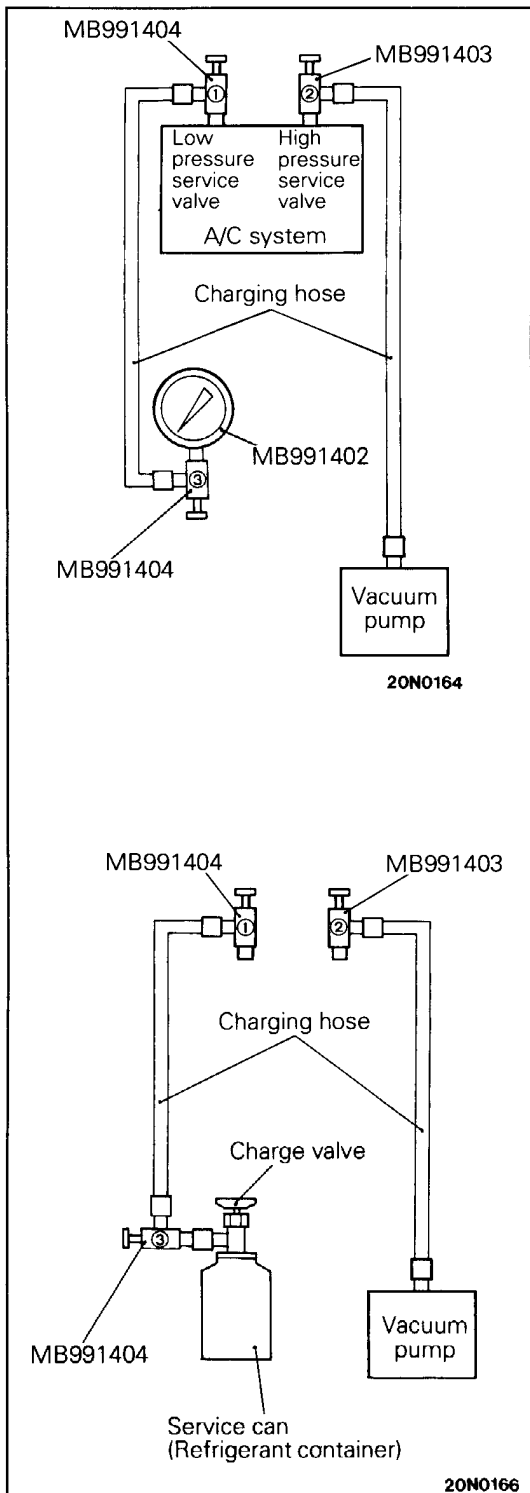 MB991404
MB991403
①
②
Low
pressure
service
valve
High
pressure
service
valve
A/C system
Charging hose
MB991402
③
MB991404
Vacuum
pump
20N0164
MB991404
MB991403
①
②
Charging hose
Charge valve
③
MB991404
Vacuum
pump
Service can
(Refrigerant container)
20N0166